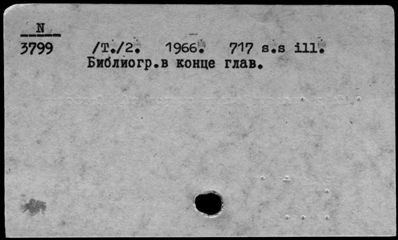 N
3799 /T./2. 1966. 717 s.s ill.
Библиогр.в конце глав.